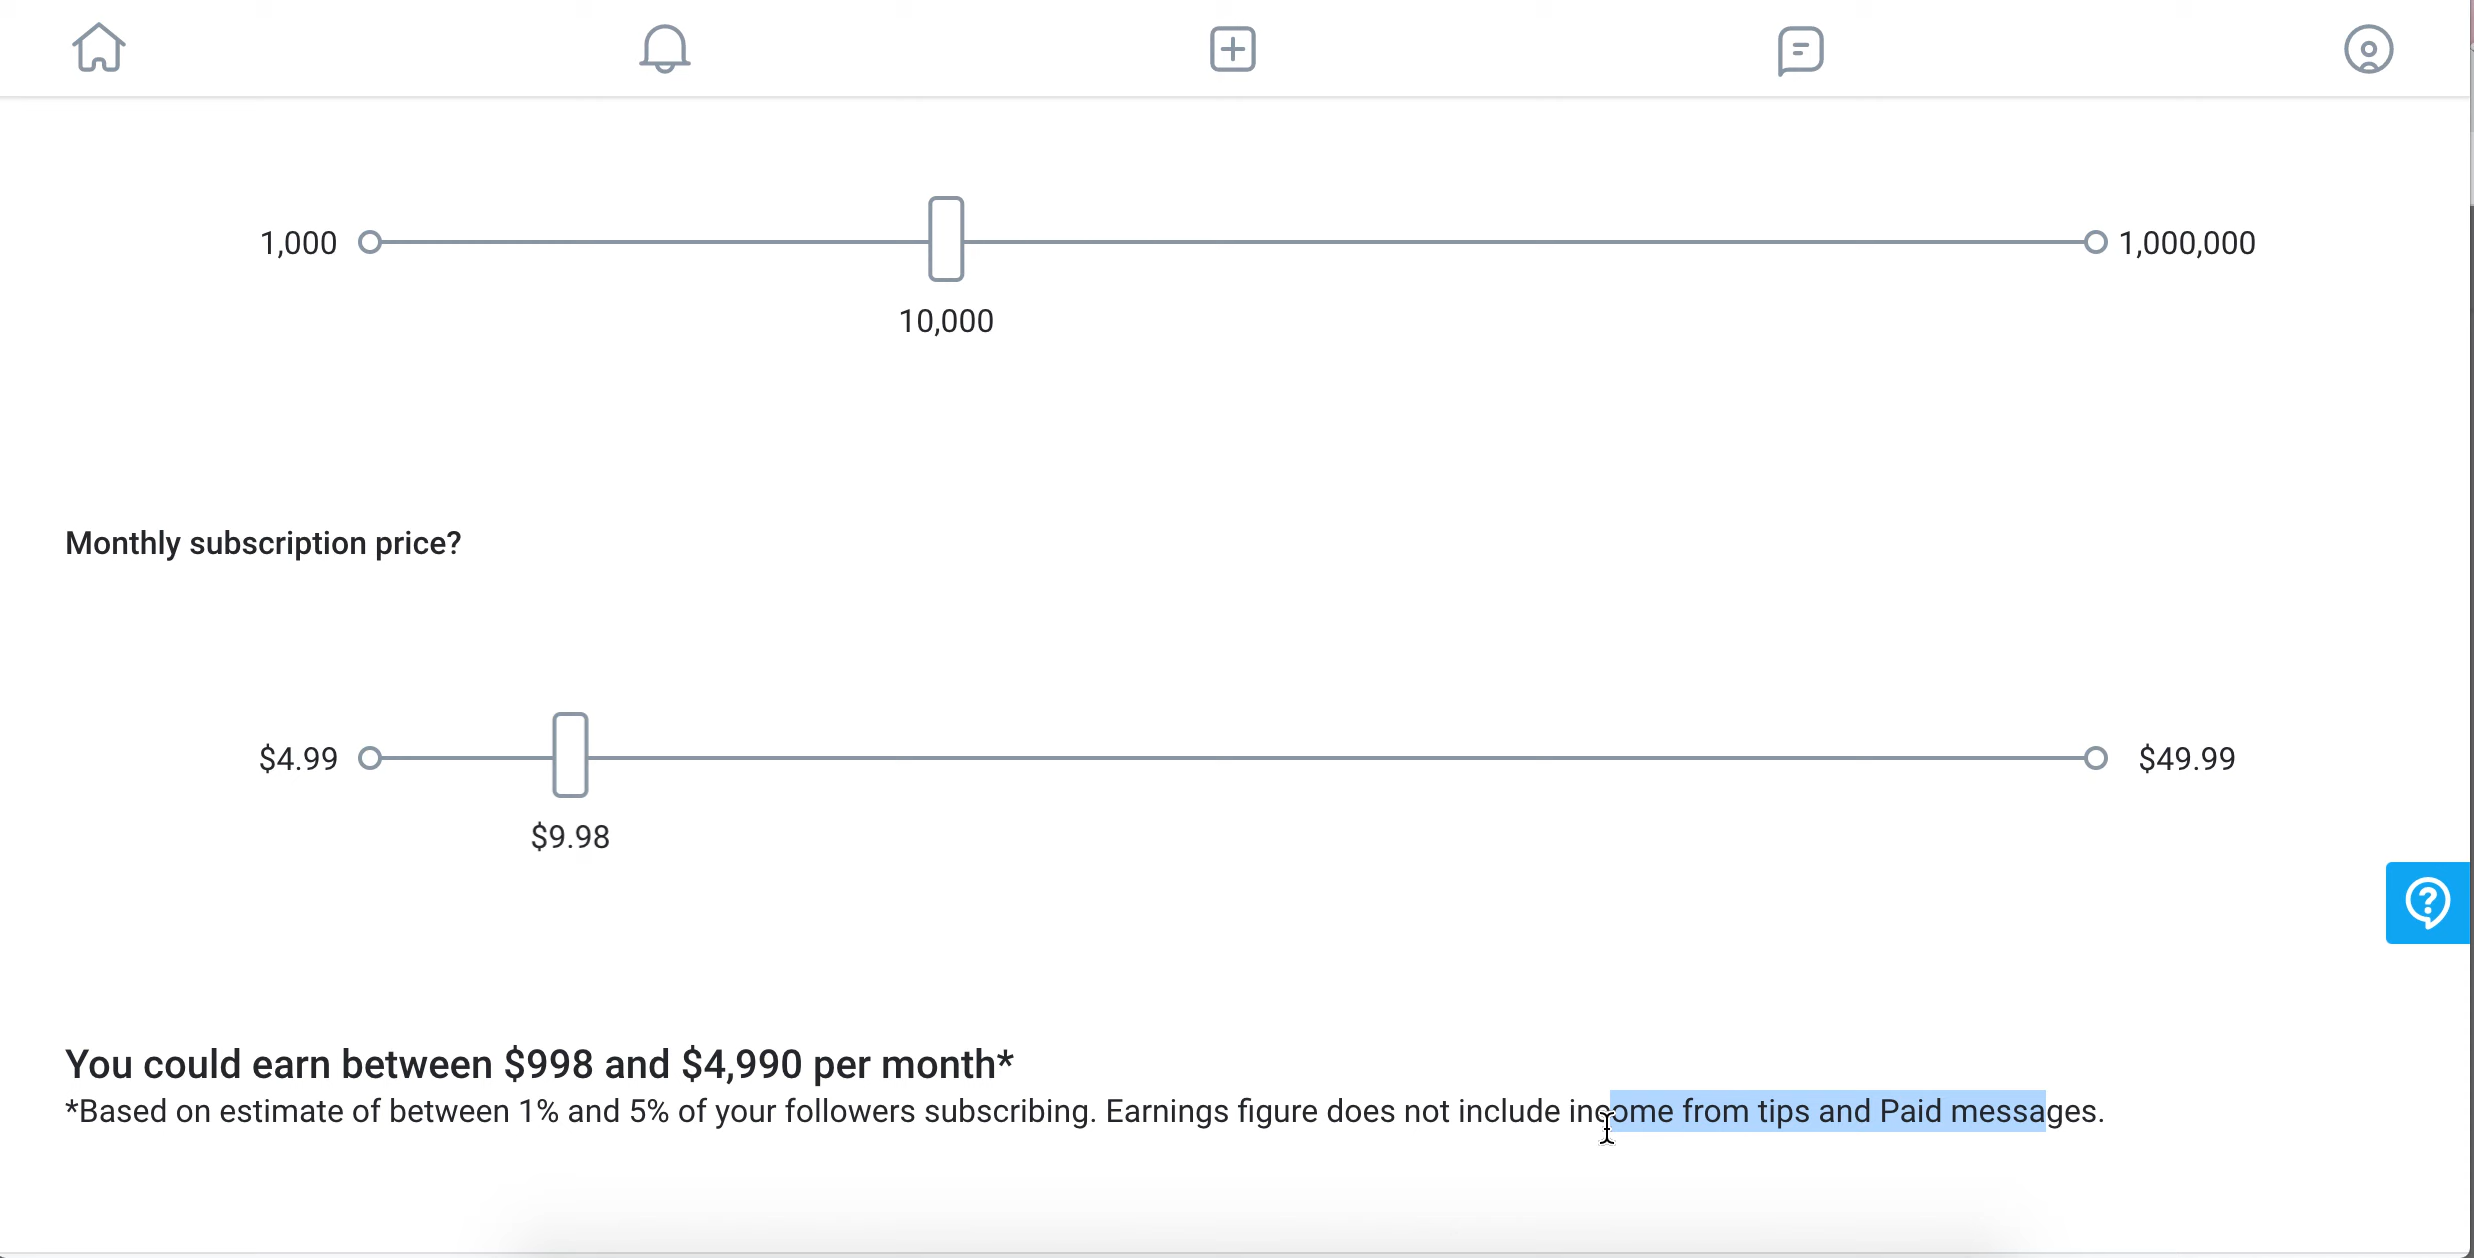 1,000
1,000,000
10,000
Monthly subscription price?
$4.99
$49.99
$9.98
You could earn between $998 and $4,990 per month*
*Based on estimate of between 1% and 5% of your followers subscribing. Earnings figure does not include income from tips and Paid messages.